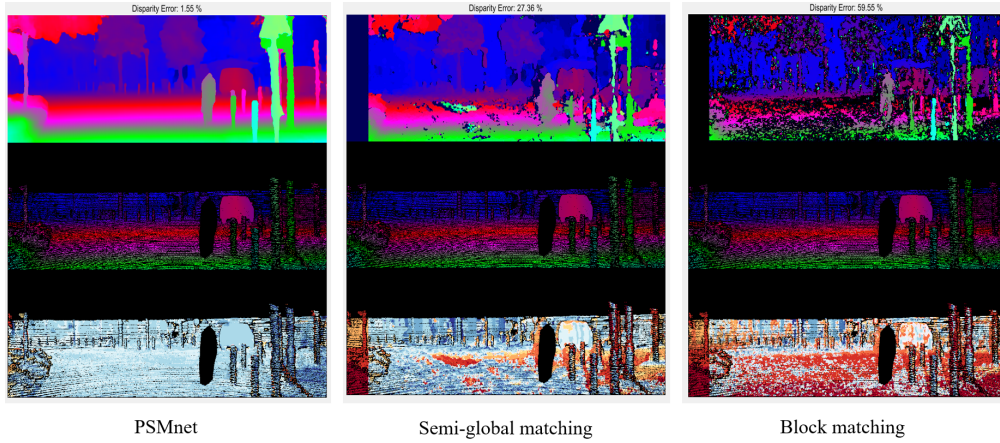 Disparity Error: 1.55 %
Disparity Error: 27.36 %
Disparity Error: 59.55 %
PSMnet
Semi-global matching
Block matching